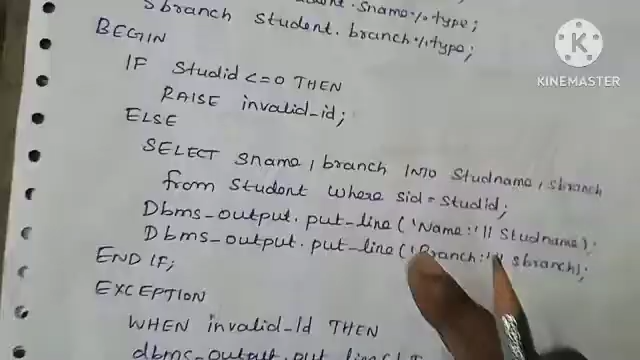 Sbranch student.branch%type;
BEGIN
IF Studid <=0 THEN
RAISE invalid_id;
ELSE
SELECT sname, branch INTO Studname, sbranch
from Student where sid = Studid;
Dbms_output.put_line('Name:'|| Studname);
Dbms_output.put_line('Branch:'|| sbranch);
END IF;
EXCEPTION
WHEN invalid_Id THEN
dbms_output.put_line(
KINEMASTER